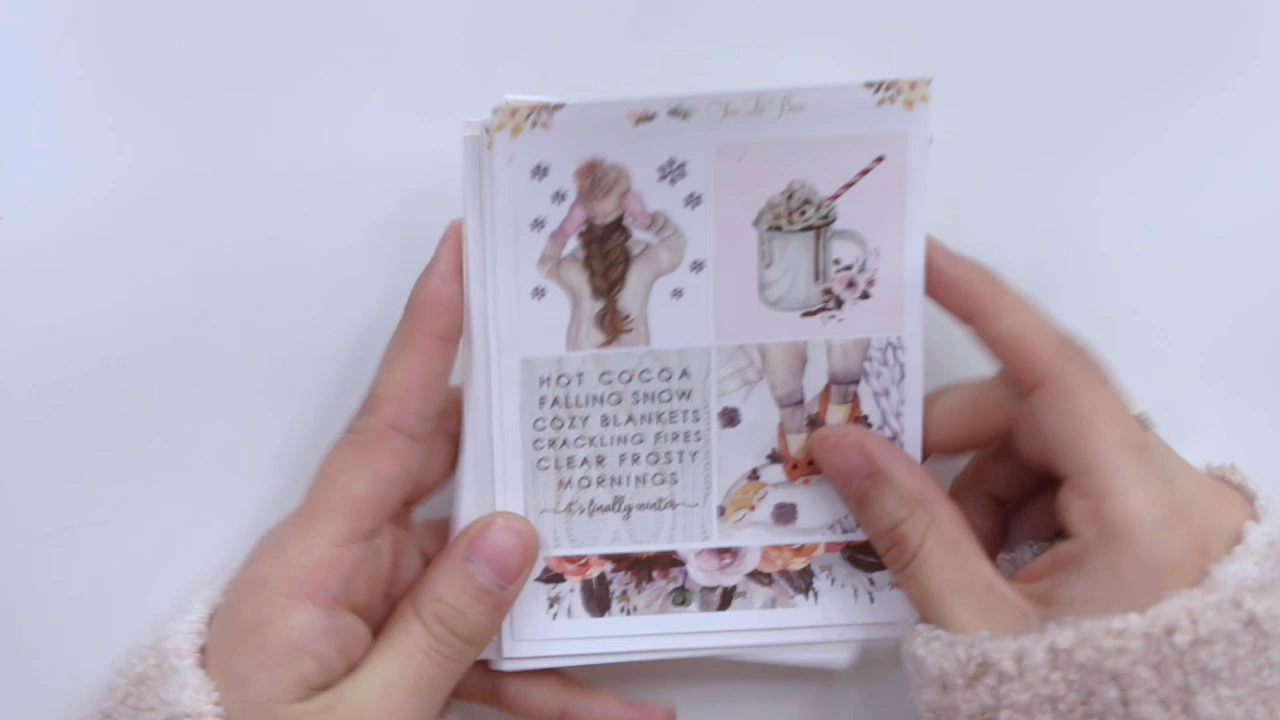 HOT COCOA
FALLING SNOW
COZY BLANKETS
CRACKLING FIRES
CLEAR FROSTY
MORNINGS
it's finally winter